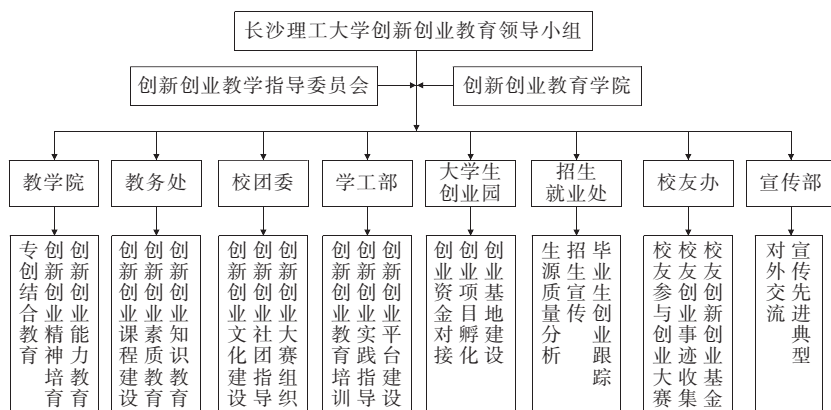 长沙理工大学创新创业教育领导小组
创新创业教学指导委员会
创新创业教育学院
教学院
教务处
校团委
学工部
大学生
创业园
招生
就业处
校友办
宣传部
创新创业能力教育
创新创业精神培育
专创结合教育
创新创业知识教育
创新创业素质教育
创新创业课程建设
创新创业大赛组织
创新创业社团指导
创新创业文化建设
创新创业平台建设
创新创业实践指导
创新创业教育培训
创业基地建设
创业项目孵化
创业资金对接
毕业生创业跟踪
招生宣传
生源质量分析
校友创新创业基金
校友创业事迹收集
校友参与创业大赛
宣传先进典型
对外交流